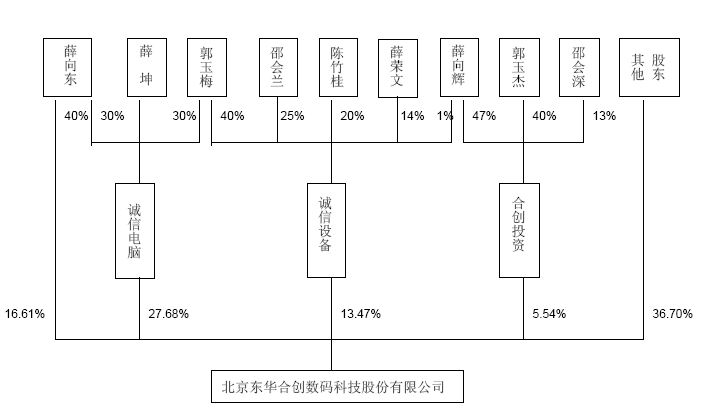 薛向东
薛坤
郭玉梅
邵会兰
陈竹桂
薛荣文
薛向辉
郭玉杰
邵会深
其他股东
40% 30% 30% 40% 25% 20% 14% 1% 47% 40% 13%
诚信电脑
诚信设备
合创投资
16.61% 27.68% 13.47% 5.54% 36.70%
北京东华合创数码科技股份有限公司